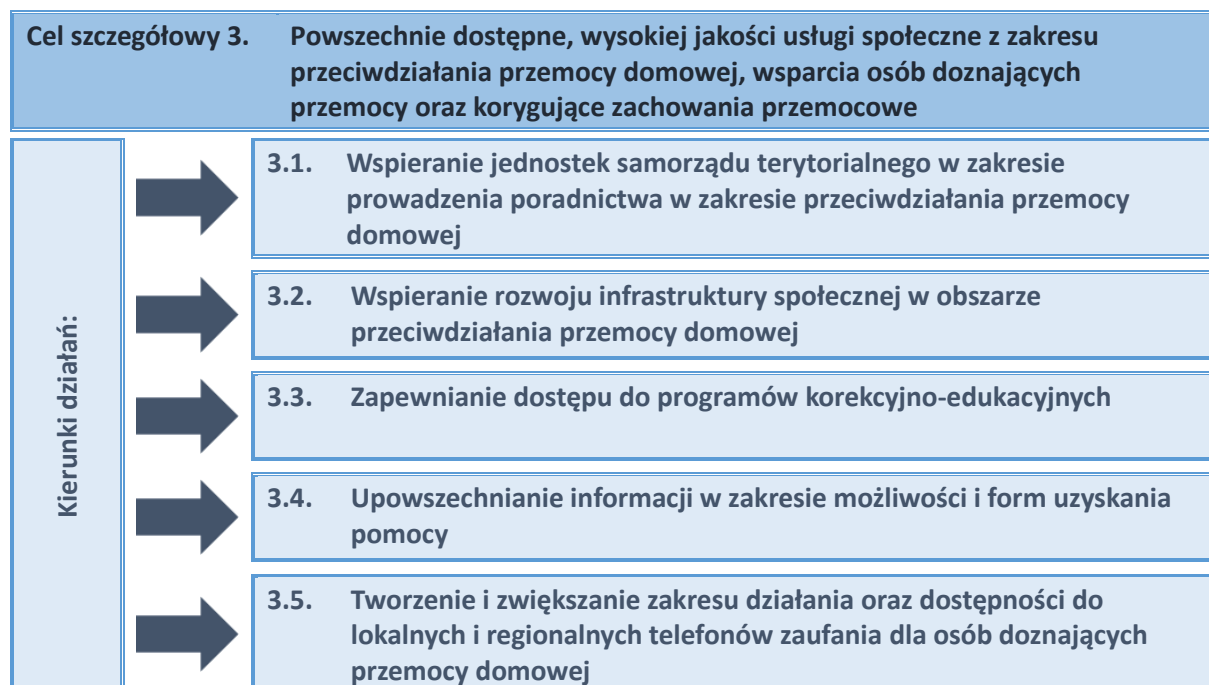 Cel szczegółowy 3. Powszechnie dostępne, wysokiej jakości usługi społeczne z zakresu
przeciwdziałania przemocy domowej, wsparcia osób doznających
przemocy oraz korygujące zachowania przemocowe
Kierunki działań:
3.1. Wspieranie jednostek samorządu terytorialnego w zakresie
prowadzenia poradnictwa w zakresie przeciwdziałania przemocy
domowej
3.2. Wspieranie rozwoju infrastruktury społecznej w obszarze
przeciwdziałania przemocy domowej
3.3. Zapewnianie dostępu do programów korekcyjno-edukacyjnych
3.4. Upowszechnianie informacji w zakresie możliwości i form uzyskania
pomocy
3.5. Tworzenie i zwiększanie zakresu działania oraz dostępności do
lokalnych i regionalnych telefonów zaufania dla osób doznających
przemocy domowej